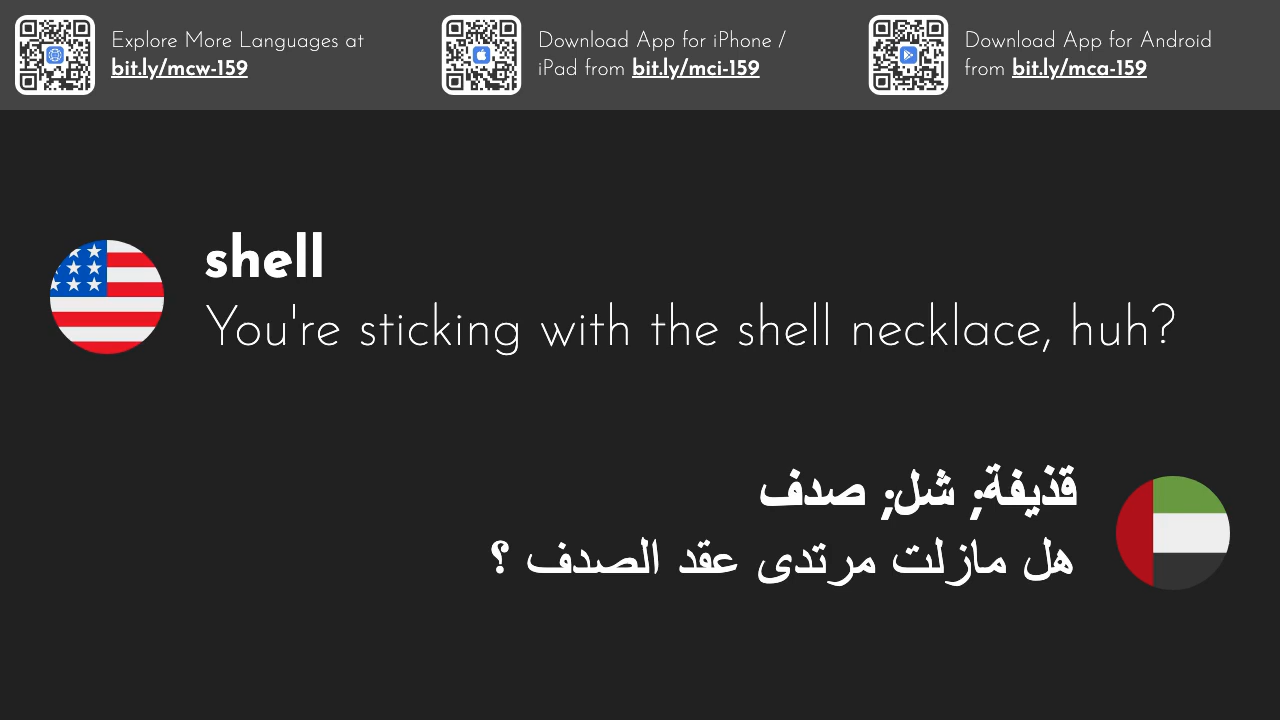 Explore More Languages at
bit.ly/mcw-159
Download App for iPhone /
iPad from bit.ly/mci-159
Download App for Android
from bit.ly/mca-159
shell
You're sticking with the shell necklace, huh?
قذيفة; شل; صدف
هل مازلت مرتدى عقد الصدف ؟